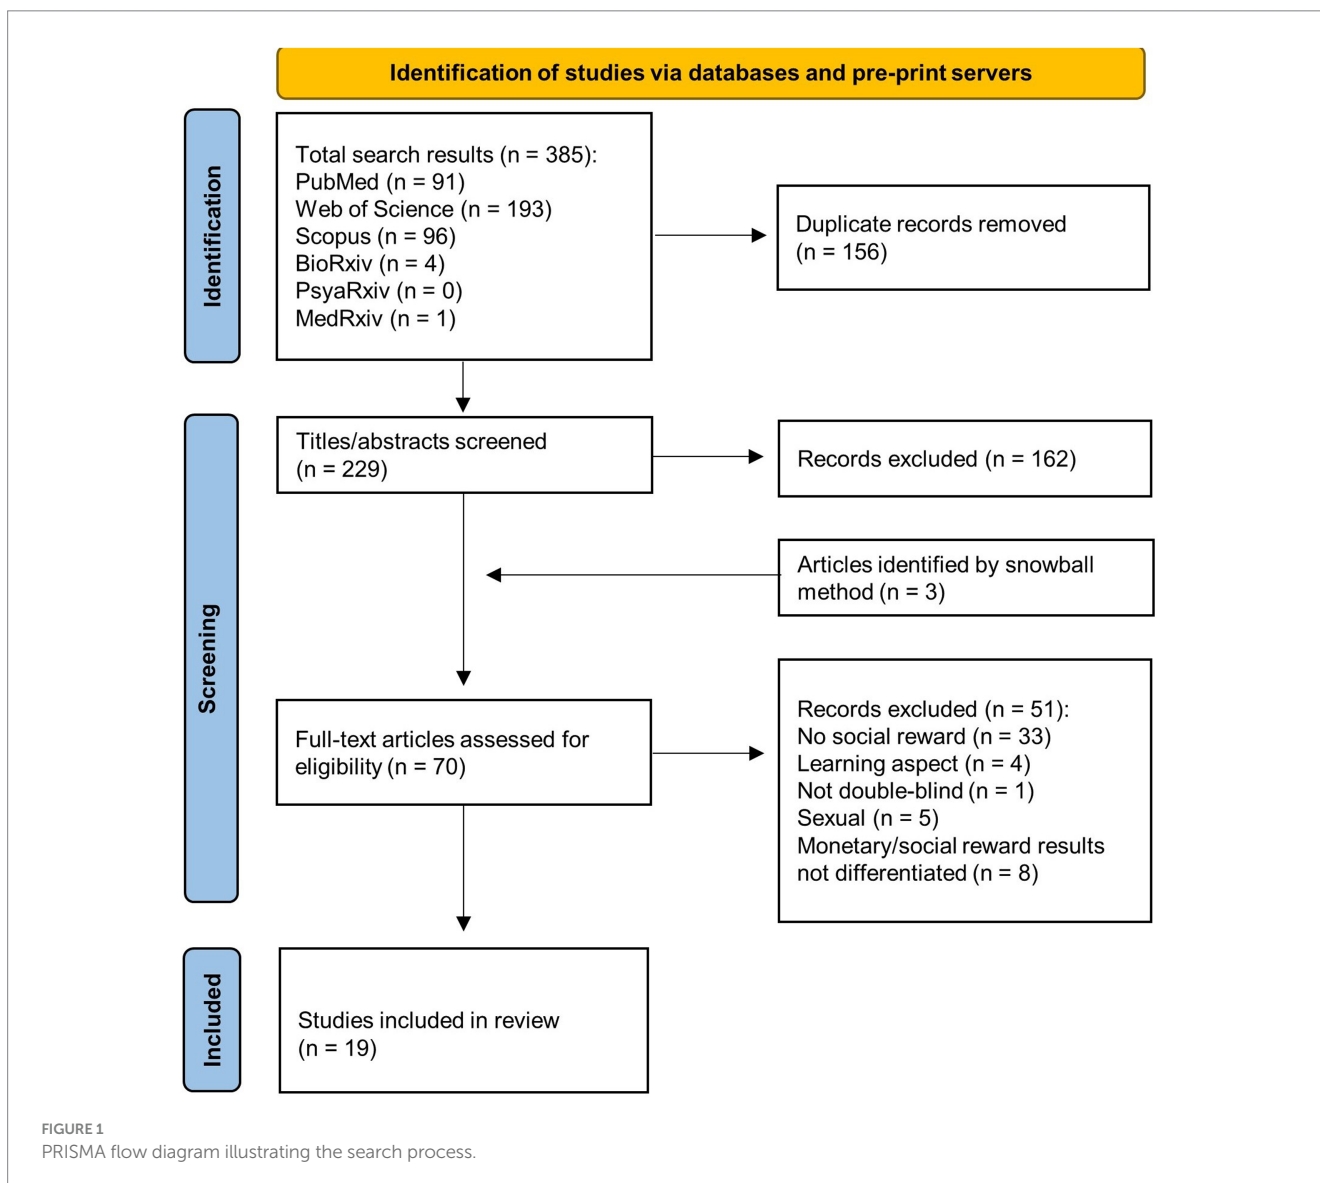 Identification of studies via databases and pre-print servers
Identification
Total search results (n = 385):
PubMed (n = 91)
Web of Science (n = 193)
Scopus (n = 96)
BioRxiv (n = 4)
PsyaRxiv (n = 0)
MedRxiv (n = 1)
Duplicate records removed
(n = 156)
Screening
Titles/abstracts screened
(n = 229)
Records excluded (n = 162)
Articles identified by snowball
method (n = 3)
Full-text articles assessed for
eligibility (n = 70)
Records excluded (n = 51):
No social reward (n = 33)
Learning aspect (n = 4)
Not double-blind (n = 1)
Sexual (n = 5)
Monetary/social reward results
not differentiated (n = 8)
Included
Studies included in review
(n = 19)
FIGURE 1
PRISMA flow diagram illustrating the search process.